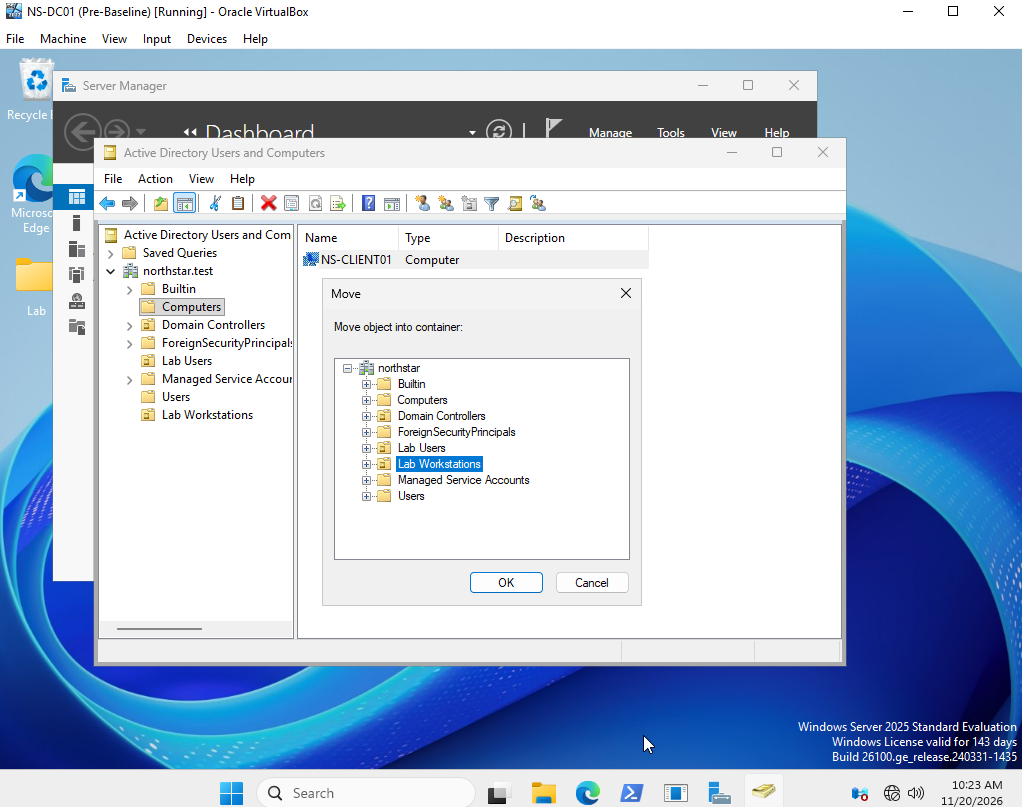 NS-DC01 (Pre-Baseline) [Running] - Oracle VirtualBox
File Machine View Input Devices Help
Recycle
Server Manager
Dashboard
Manage Tools View Help
Microso
Edge
Lab
Active Directory Users and Computers
File Action View Help
Active Directory Users and Com
Saved Queries
northstar.test
Builtin
Computers
Domain Controllers
ForeignSecurityPrincipals
Lab Users
Managed Service Accour
Users
Lab Workstations
Name Type Description
NS-CLIENT01 Computer
Move
Move object into container:
northstar
Builtin
Computers
Domain Controllers
ForeignSecurityPrincipals
Lab Users
Lab Workstations
Managed Service Accounts
Users
OK Cancel
Windows Server 2025 Standard Evaluation
Windows License valid for 143 days
Build 26100.ge_release.240331-1435
Search
10:23 AM
11/20/2026